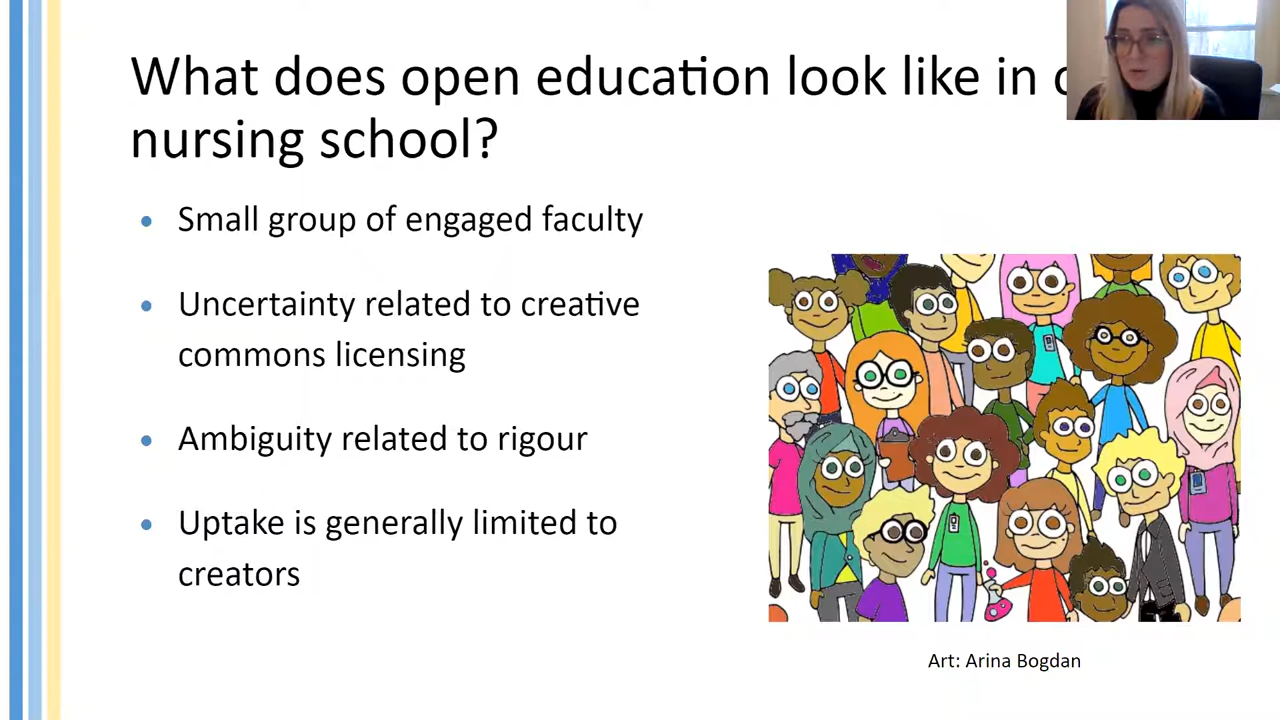 What does open education look like in
nursing school?
• Small group of engaged faculty
• Uncertainty related to creative
commons licensing
• Ambiguity related to rigour
• Uptake is generally limited to
creators
Art: Arina Bogdan